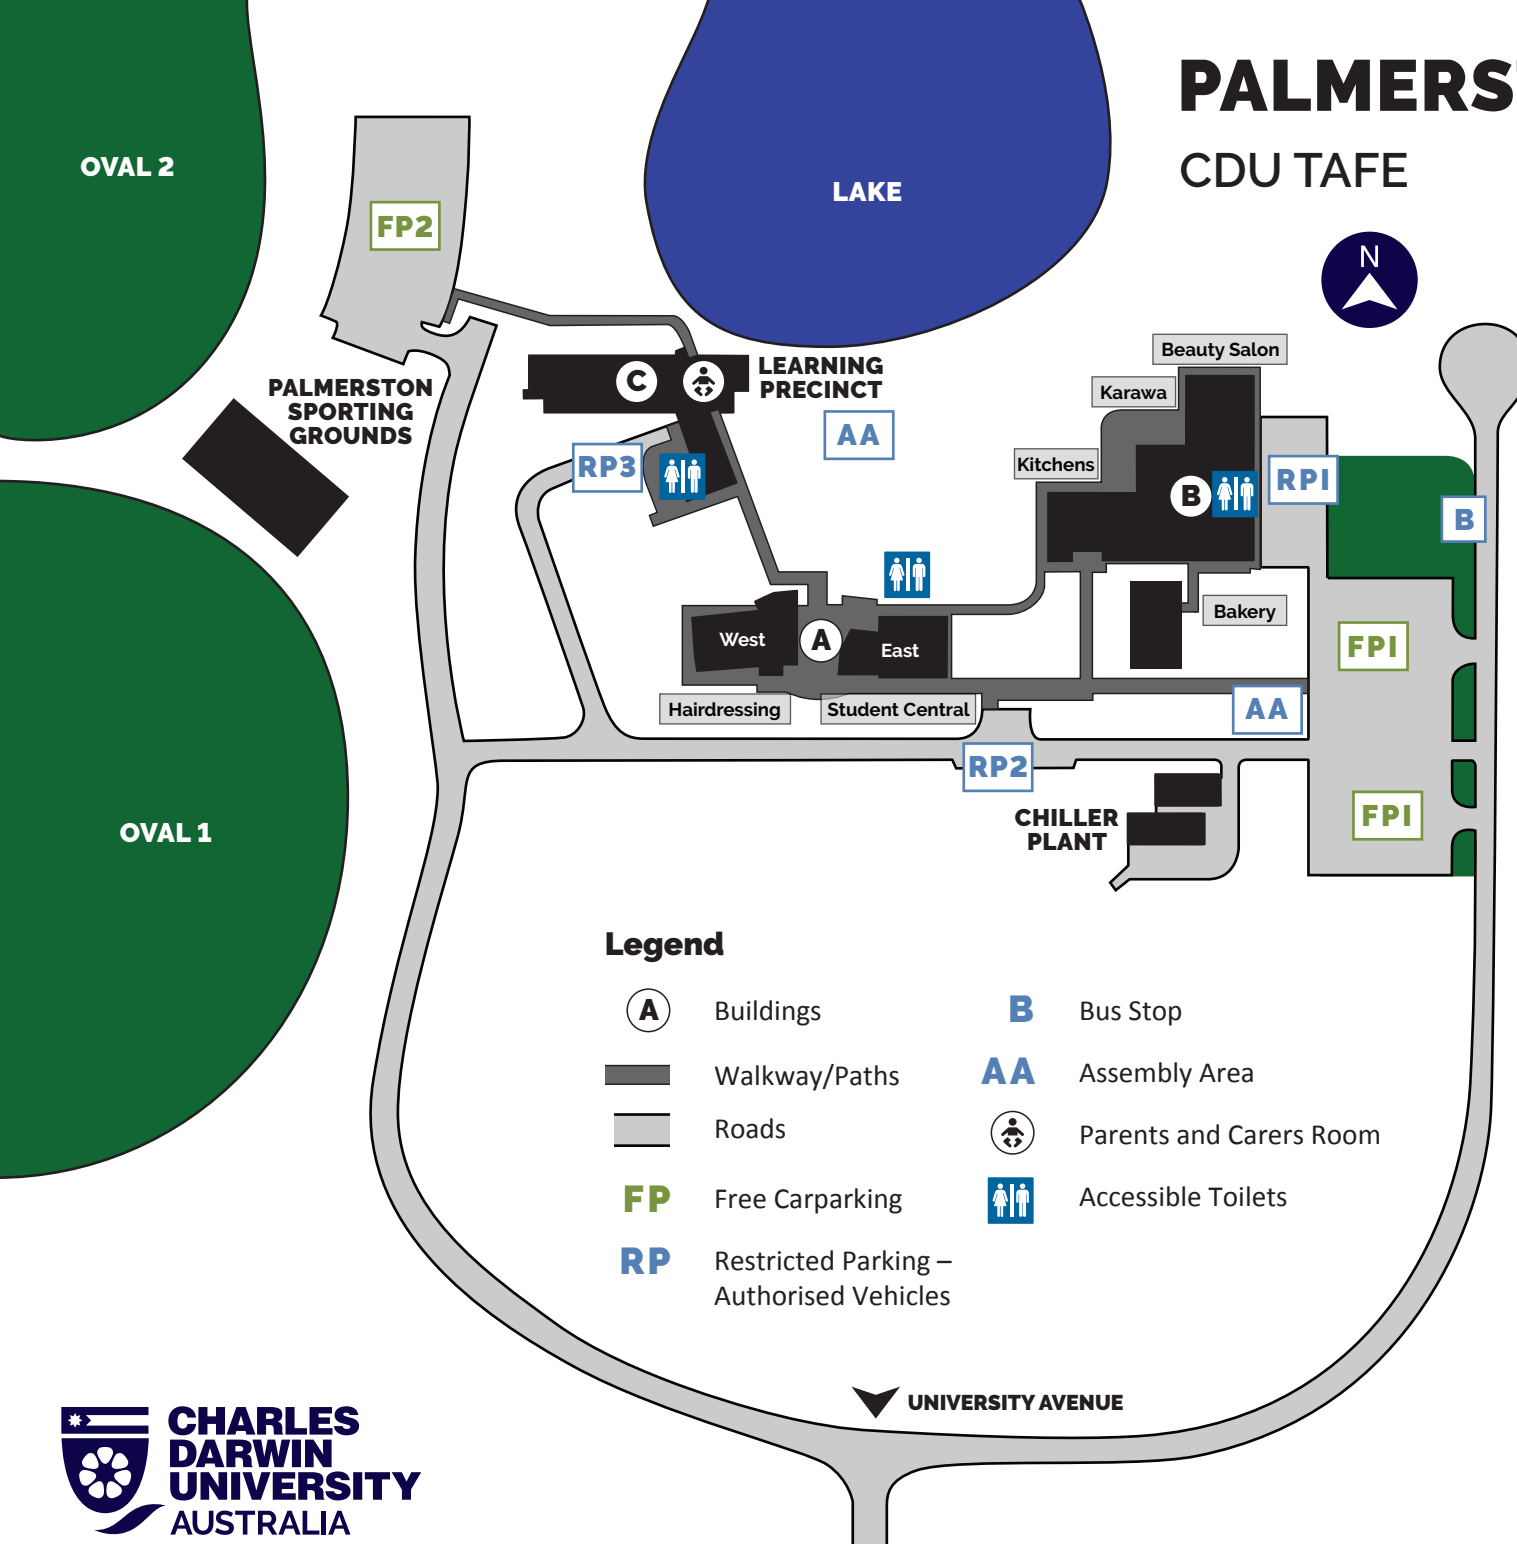 PALMERS
CDU TAFE
N
OVAL 2
LAKE
FP2
Beauty Salon
Karawa
Kitchens
LEARNING
PRECINCT
C
AA
PALMERSTON
SPORTING
GROUNDS
RP3
B
RP1
B
West
A
East
Bakery
FP1
Hairdressing
Student Central
AA
RP2
FP1
CHILLER
PLANT
OVAL 1
Legend
A Buildings
Walkway/Paths
Roads
FP Free Carparking
RP Restricted Parking –
Authorised Vehicles
B Bus Stop
AA Assembly Area
Parents and Carers Room
Accessible Toilets
UNIVERSITY AVENUE
CHARLES
DARWIN
UNIVERSITY
AUSTRALIA